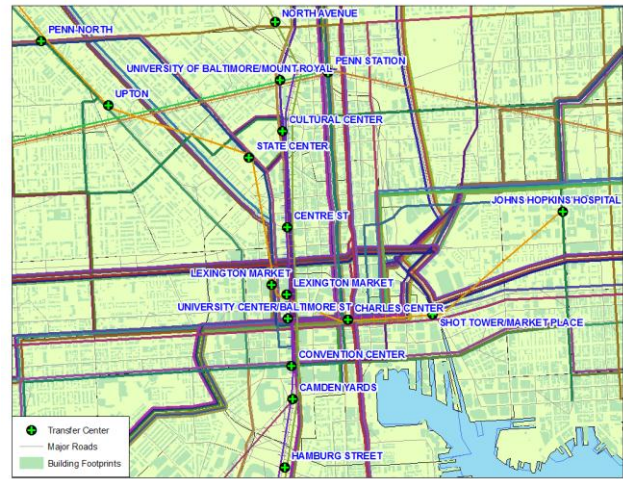 NORTH AVENUE
PENN-NORTH
PENN STATION
UNIVERSITY OF BALTIMORE/MOUNT ROYAL
UPTON
CULTURAL CENTER
STATE CENTER
JOHNS HOPKINS HOSPITAL
CENTRE ST
LEXINGTON MARKET
LEXINGTON MARKET
UNIVERSITY CENTER/BALTIMORE ST
CHARLES CENTER
SHOT TOWER/MARKET PLACE
CONVENTION CENTER
CAMDEN YARDS
HAMBURG STREET
Transfer Center
Major Roads
Building Footprints